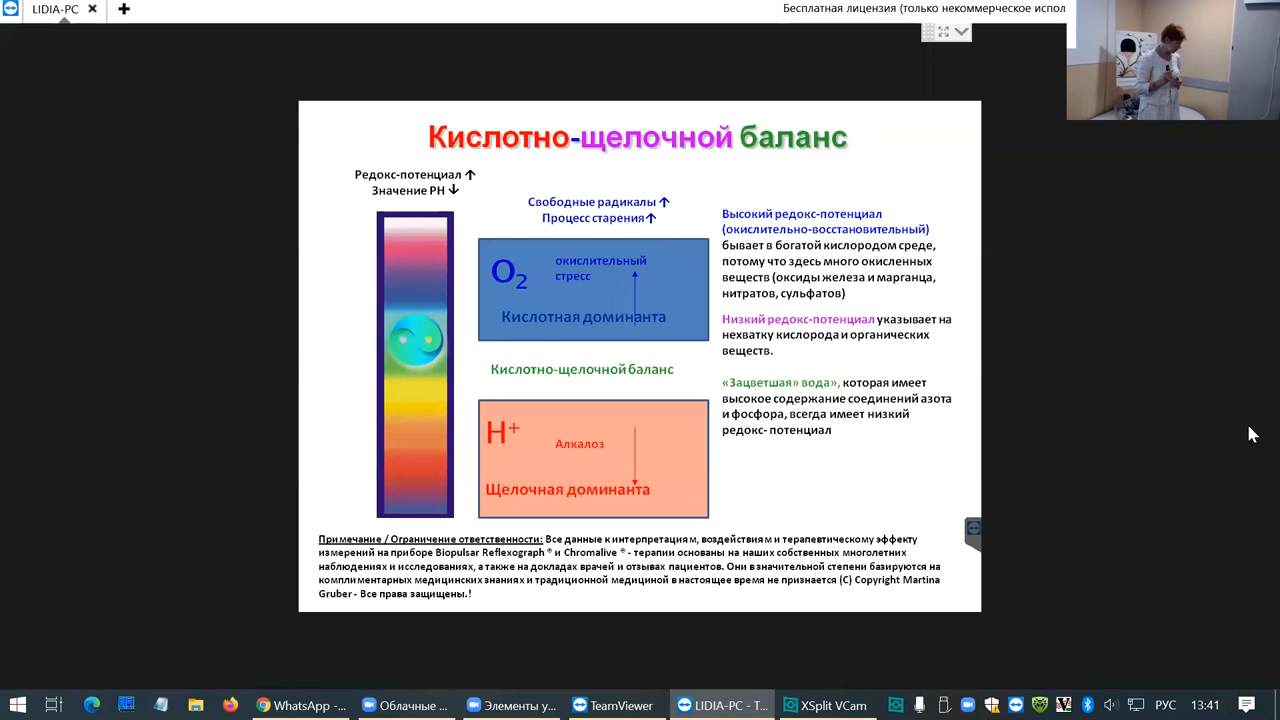 LIDIA-PC
Бесплатная лицензия (только некоммерческое испол
Кислотно-щелочной баланс
Редокс-потенциал ↑
Значение РН ↓
Свободные радикалы ↑
Процесс старения↑
O₂
окислительный
стресс
Кислотная доминанта
Кислотно-щелочной баланс
H⁺
Алкалоз
Щелочная доминанта
Высокий редокс-потенциал
(окислительно-восстановительный)
бывает в богатой кислородом среде,
потому что здесь много окисленных
веществ (оксиды железа и марганца,
нитратов, сульфатов)
Низкий редокс-потенциал указывает на
нехватку кислорода и органических
веществ.
«Зацветшая» вода», которая имеет
высокое содержание соединений азота
и фосфора, всегда имеет низкий
редокс- потенциал
Примечание / Ограничение ответственности: Все данные к интерпретациям, воздействиям и терапевтическому эффекту
измерений на приборе Biopulsar Reflexograph ® и Chromalive ® - терапии основаны на наших собственных многолетних
наблюдениях и исследованиях, а также на докладах врачей и отзывах пациентов. Они в значительной степени базируются на
комплиментарных медицинских знаниях и традиционной медициной в настоящее время не признается (C) Copyright Martina
Gruber - Все права защищены.!
WhatsApp -...
Облачные ...
Элементы у...
TeamViewer
LIDIA-PC - T...
XSplit VCam
РУС
13:41